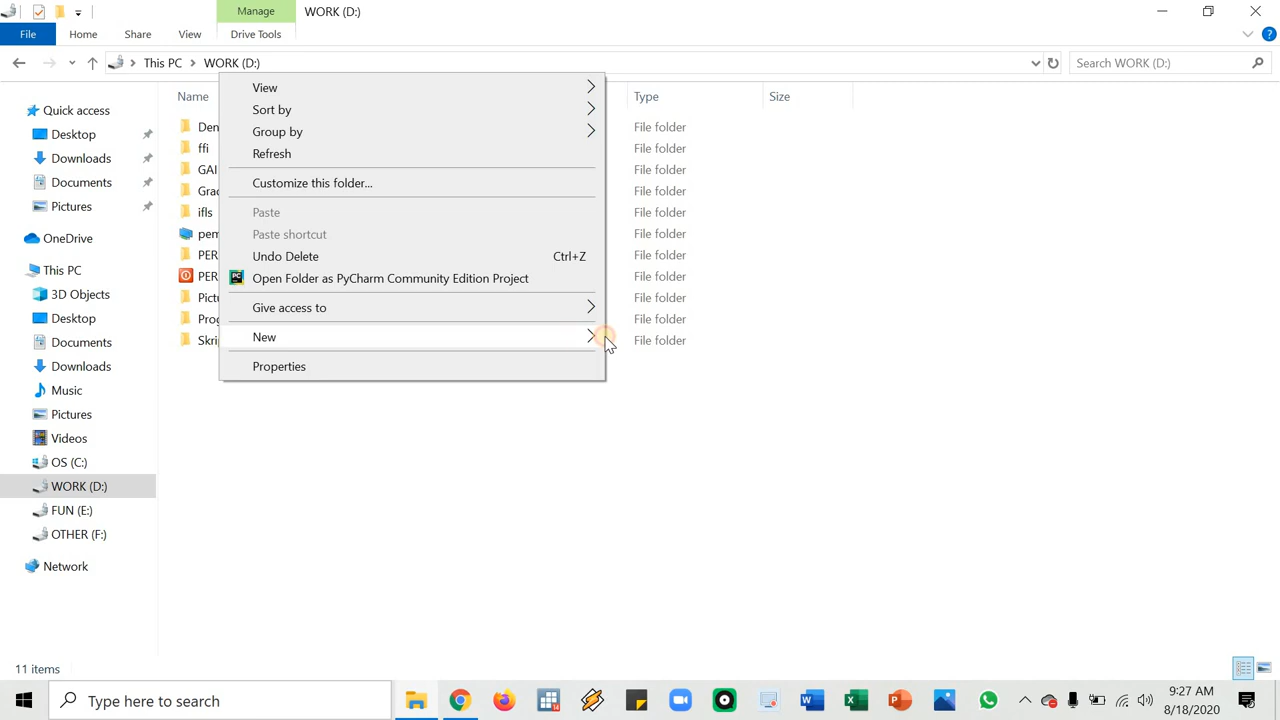 Manage
WORK (D:)
File
Home
Share
View
Drive Tools
This PC
WORK (D:)
Search WORK (D:)
Name
Type
Size
Quick access
Desktop
Downloads
Documents
Pictures
OneDrive
This PC
3D Objects
Desktop
Documents
Downloads
Music
Pictures
Videos
OS (C:)
WORK (D:)
FUN (E:)
OTHER (F:)
Network
Den
ffi
GAI
Grac
ifls
pem
PER
PER
Pictu
Prog
Skri
File folder
File folder
File folder
File folder
File folder
File folder
File folder
File folder
File folder
File folder
File folder
View
Sort by
Group by
Refresh
Customize this folder...
Paste
Paste shortcut
Undo Delete Ctrl+Z
PC Open Folder as PyCharm Community Edition Project
Give access to
New
Properties
11 items
Type here to search
9:27 AM
8/18/2020